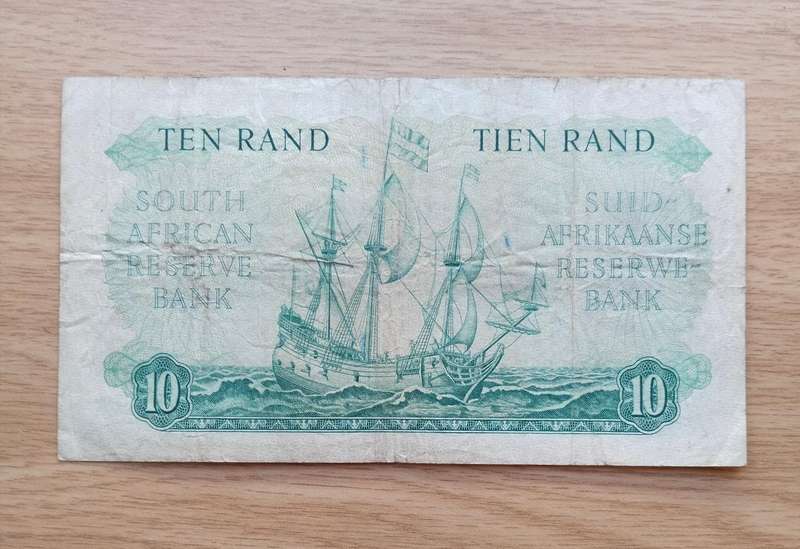 TEN RAND
TIEN RAND
SOUTH
AFRICAN
RESERVE
BANK
SUID-
AFRIKAANSE
RESERWE-
BANK
10
10